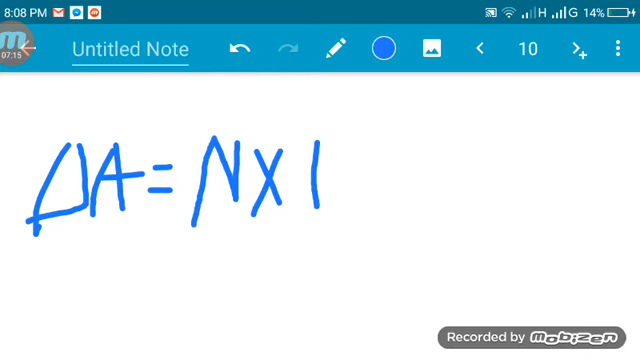 8:08 PM H G 14%
07:15 Untitled Note 10
ΔA = N X I
Recorded by mobizen